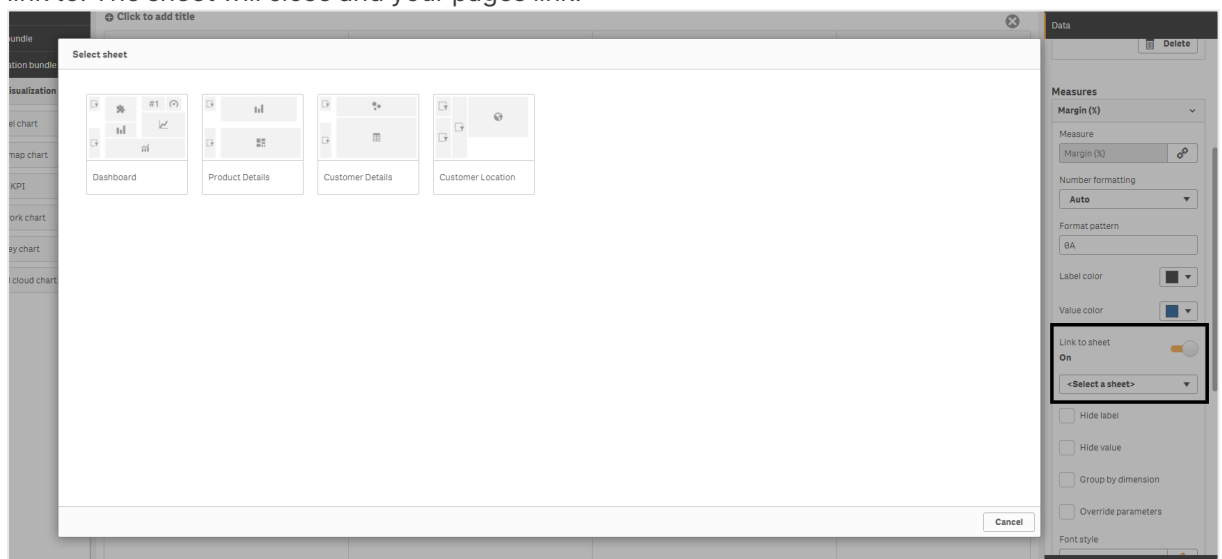 link to. The sheet will close and your pages link.
Click to add title
Data
undle
Delete
Select sheet
ation bundle
isualization
Measures
#1
Margin (%)
el chart
Measure
map chart
Margin (%)
Dashboard
Product Details
Customer Details
Customer Location
Number formatting
KPI
Auto
ork chart
Format pattern
ey chart
0A
l cloud chart
Label color
Value color
Link to sheet
On
<Select a sheet>
Hide label
Hide value
Group by dimension
Override parameters
Cancel
Font style